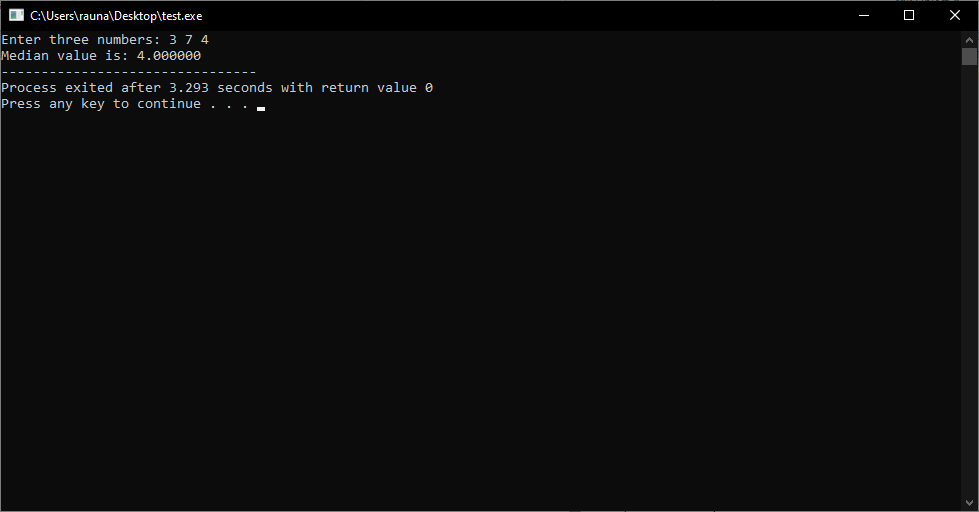 C:\Users\rauna\Desktop\test.exe
Enter three numbers: 3 7 4
Median value is: 4.000000
--------------------------------
Process exited after 3.293 seconds with return value 0
Press any key to continue . . .